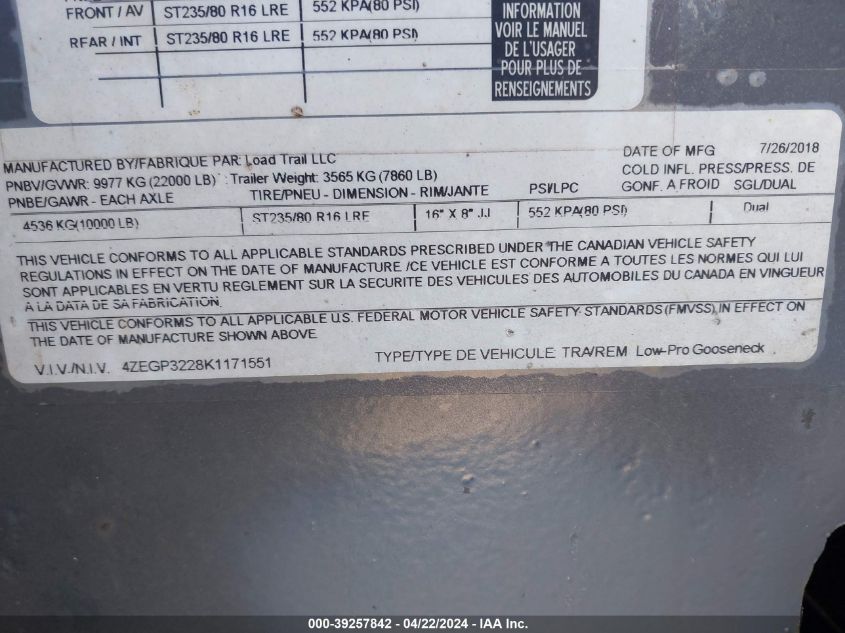 FRONT / AV ST235/80 R16 LRE 552 KPA(80 PSI)
REAR / INT ST235/80 R16 LRE 552 KPA(80 PSI)
INFORMATION
VOIR LE MANUEL
DE L'USAGER
POUR PLUS DE
RENSEIGNEMENTS
MANUFACTURED BY/FABRIQUE PAR: Load Trail LLC DATE OF MFG 7/26/2018
PNBV/GVWR: 9977 KG (22000 LB) : Trailer Weight: 3565 KG (7860 LB) COLD INFL. PRESS/PRESS. DE
PNBE/GAWR - EACH AXLE TIRE/PNEU - DIMENSION - RIM/JANTE PSI/LPC GONF. A FROID SGL/DUAL
4536 KG(10000 LB) ST235/80 R16 LRE 16" X 8" JJ 552 KPA(80 PSI) Dual
THIS VEHICLE CONFORMS TO ALL APPLICABLE STANDARDS PRESCRIBED UNDER THE CANADIAN VEHICLE SAFETY
REGULATIONS IN EFFECT ON THE DATE OF MANUFACTURE /CE VEHICLE EST CONFORME A TOUTES LES NORMES QUI LUI
SONT APPLICABLES EN VERTU REGLEMENT SUR LA SECURITE DES VEHICULES DES AUTOMOBILES DU CANADA EN VINGUEUR
A LA DATA DE SA FABRICATION.
THIS VEHICLE CONFORMS TO ALL APPLICABLE U.S. FEDERAL MOTOR VEHICLE SAFETY STANDARDS (FMVSS), IN EFFECT ON
THE DATE OF MANUFACTURE SHOWN ABOVE
V.I.V./N.I.V. 4ZEGP3228K1171551 TYPE/TYPE DE VEHICULE: TRA/REM Low-Pro Gooseneck
000-39257842 - 04/22/2024 - IAA Inc.